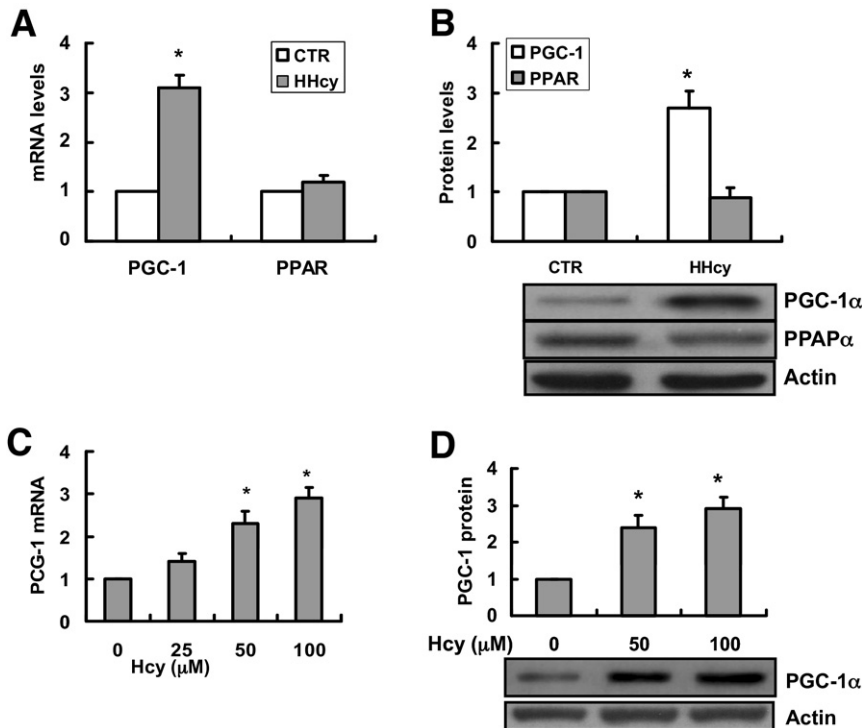 A
4
3
2
1
0
mRNA levels
*
CTR
HHcy
PGC-1
PPAR
B
4
3
2
1
0
Protein levels
PGC-1
PPAR
*
CTR
HHcy
PGC-1α
PPAPα
Actin
C
4
3
2
1
0
PCG-1 mRNA
*
*
0 25 50 100
Hcy (μM)
D
4
3
2
1
0
PGC-1 protein
*
*
Hcy (μM) 0 50 100
PGC-1α
Actin